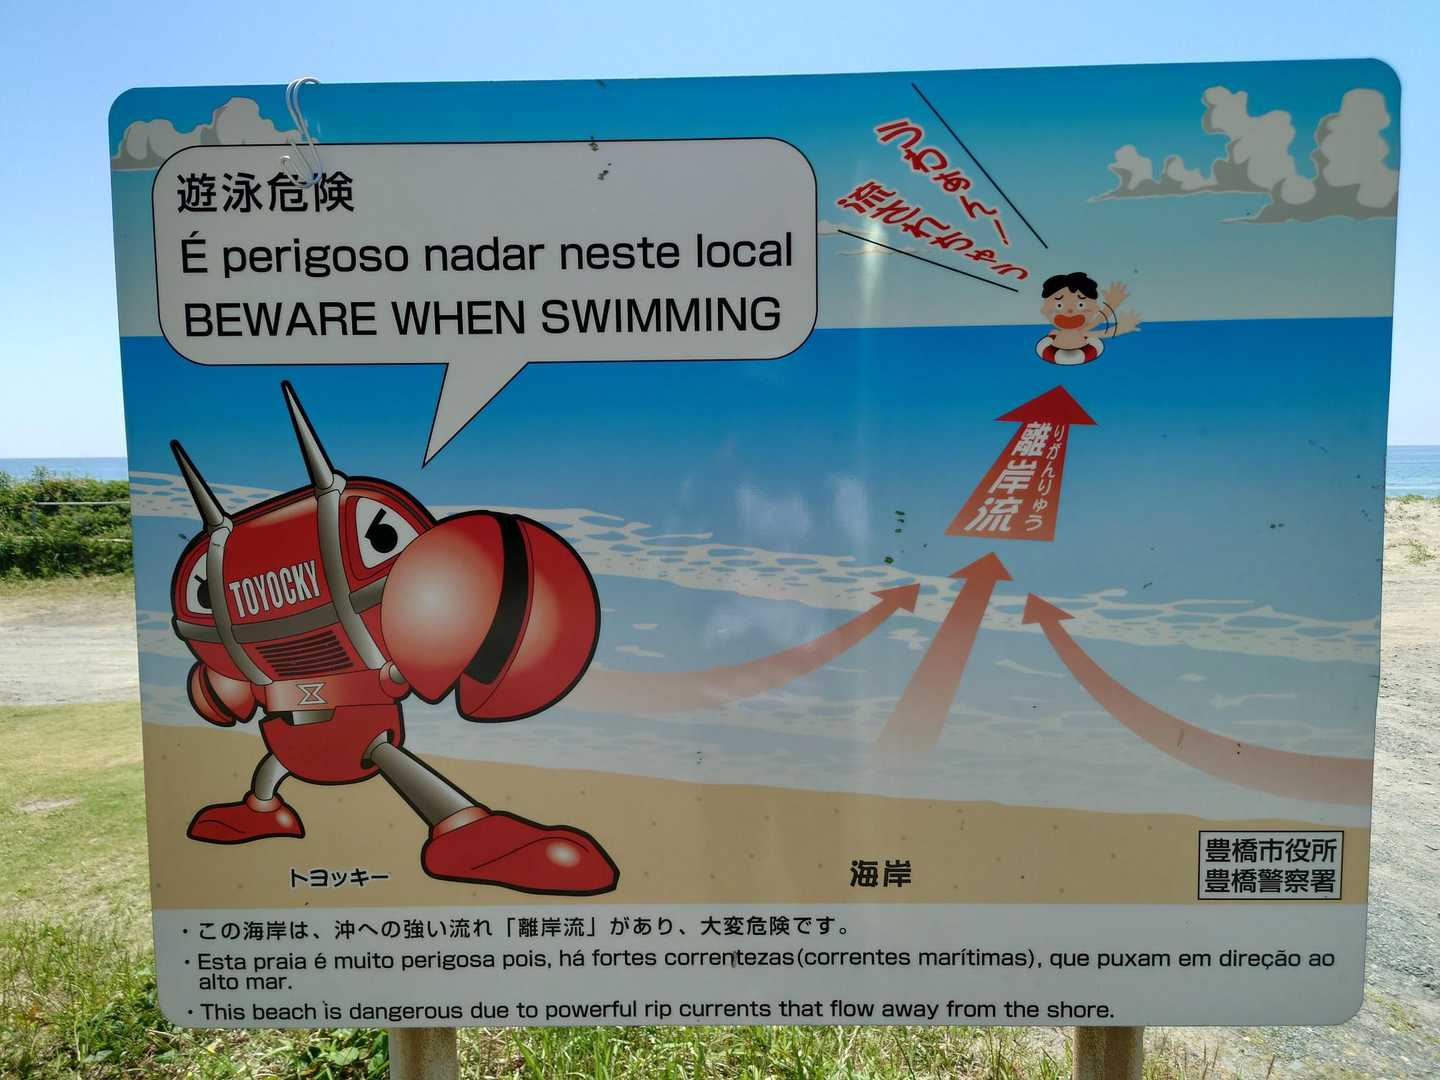 遊泳危険
É perigoso nadar neste local
BEWARE WHEN SWIMMING
うわぁん!
流されちゃう
離岸流
りがんりゅう
TOYOCKY
トヨッキー
海岸
豊橋市役所
豊橋警察署
・この海岸は、沖への強い流れ「離岸流」があり、大変危険です。
・Esta praia é muito perigosa pois, há fortes correntezas(correntes marítimas), que puxam em direção ao
alto mar.
・This beach is dangerous due to powerful rip currents that flow away from the shore.